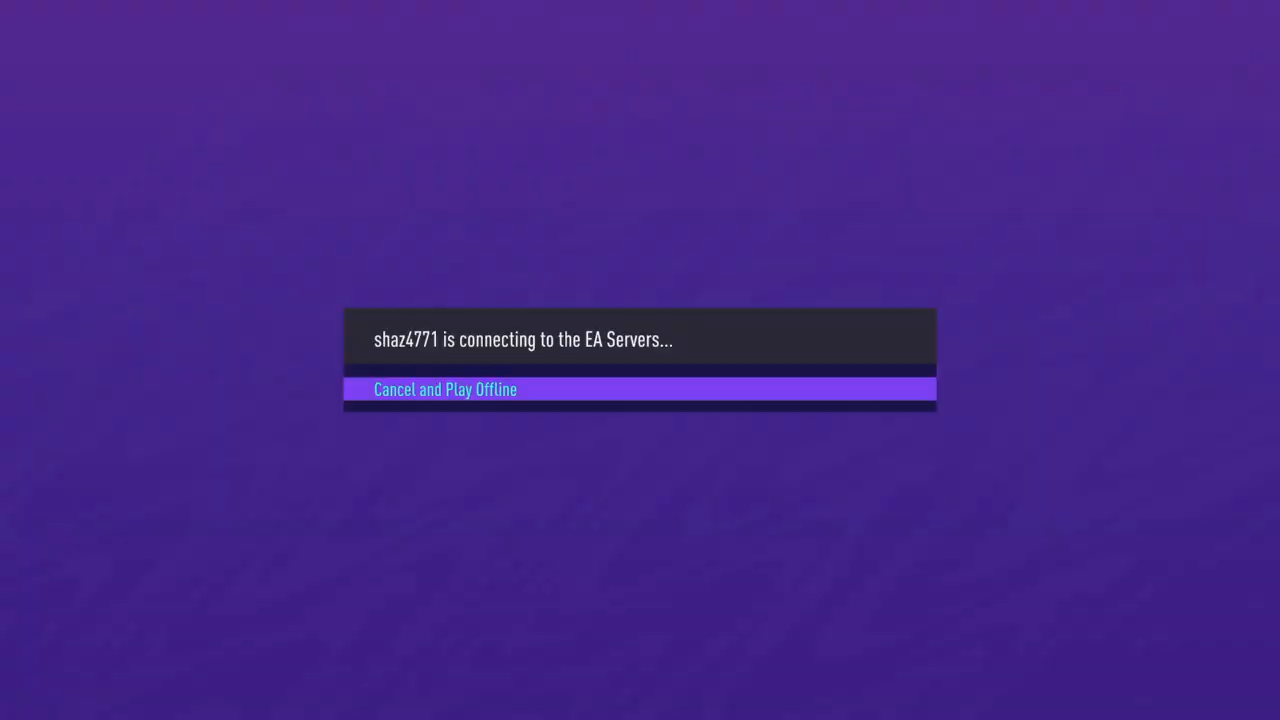 shaz4771 is connecting to the EA Servers...
Cancel and Play Offline